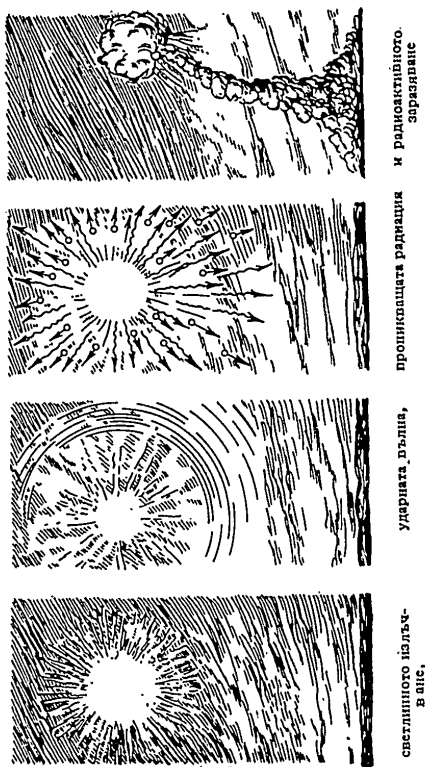 светлинното излъч-
ване,
ударната вълна,
проникващата радиация
и радиоактивното
заразяване